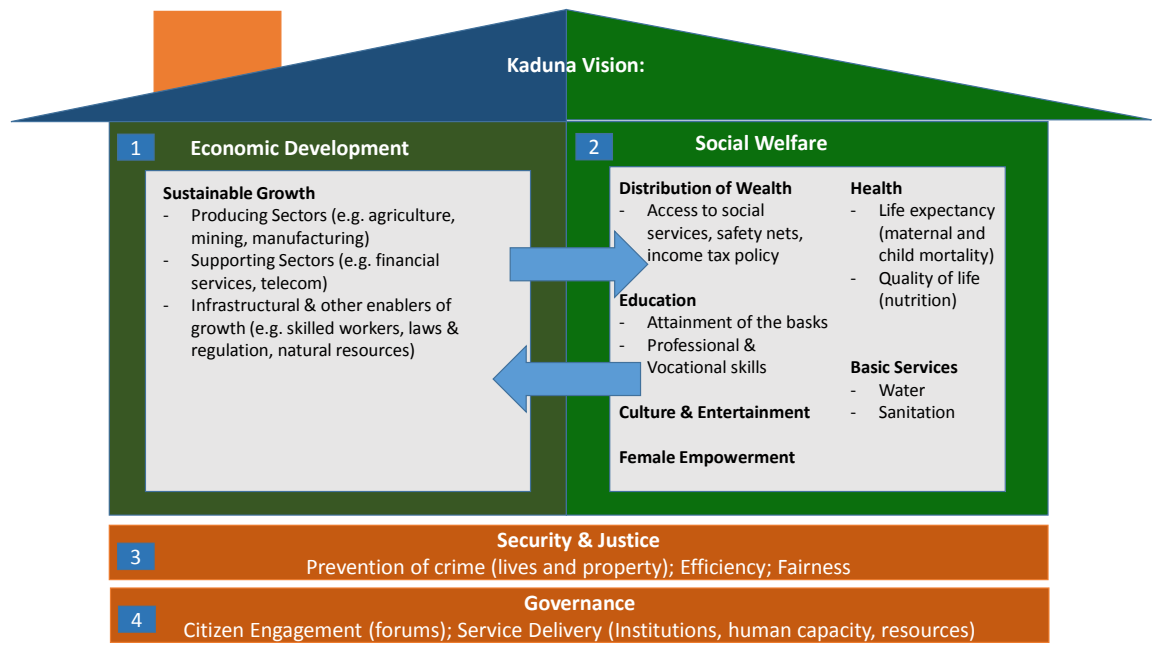 Kaduna Vision:
1
Economic Development
Sustainable Growth
- Producing Sectors (e.g. agriculture,
mining, manufacturing)
- Supporting Sectors (e.g. financial
services, telecom)
- Infrastructural & other enablers of
growth (e.g. skilled workers, laws &
regulation, natural resources)
2
Social Welfare
Distribution of Wealth
- Access to social
services, safety nets,
income tax policy
Education
- Attainment of the basks
- Professional &
Vocational skills
Culture & Entertainment
Female Empowerment
Health
- Life expectancy
(maternal and
child mortality)
- Quality of life
(nutrition)
Basic Services
- Water
- Sanitation
3
Security & Justice
Prevention of crime (lives and property); Efficiency; Fairness
4
Governance
Citizen Engagement (forums); Service Delivery (Institutions, human capacity, resources)